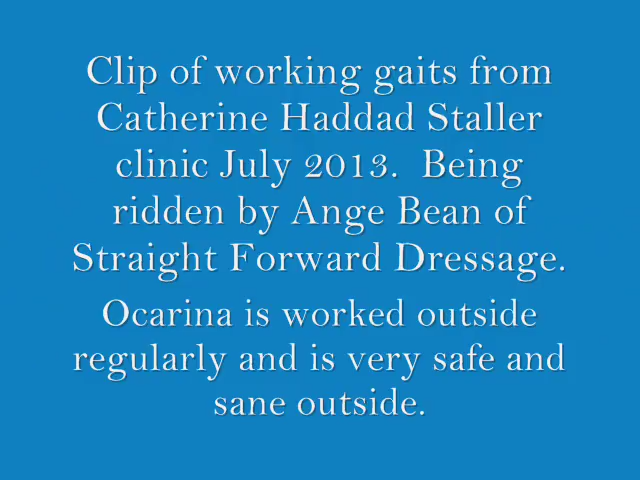 Clip of working gaits from
Catherine Haddad Staller
clinic July 2013.  Being
ridden by Ange Bean of
Straight Forward Dressage.
Ocarina is worked outside
regularly and is very safe and
sane outside.